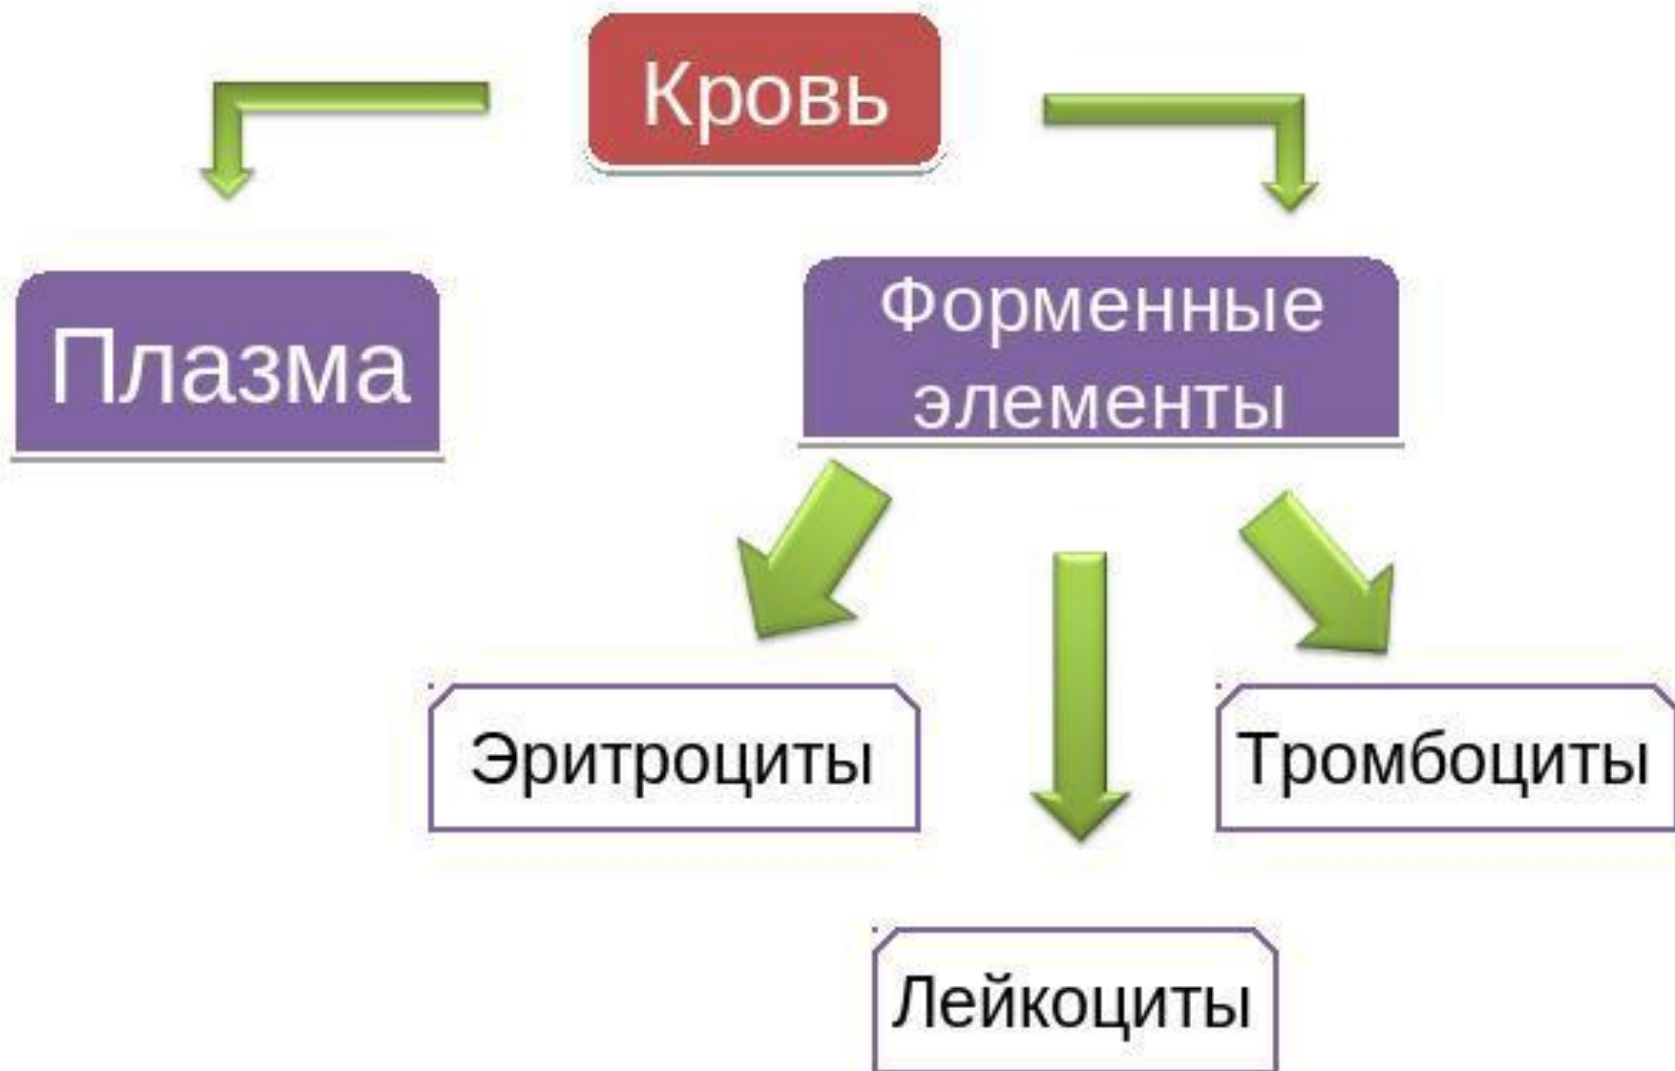 Кровь
Плазма
Форменные
элементы
Эритроциты
Тромбоциты
Лейкоциты